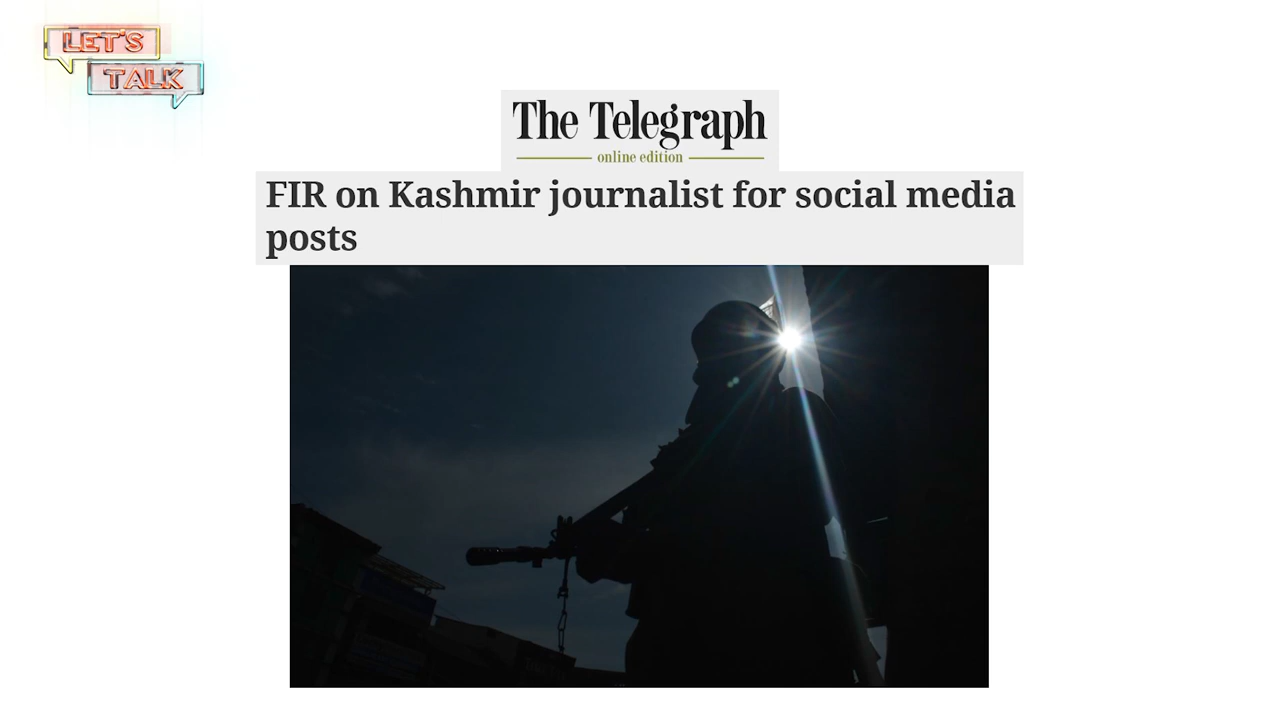 LET'S
TALK
The Telegraph
online edition
FIR on Kashmir journalist for social media
posts